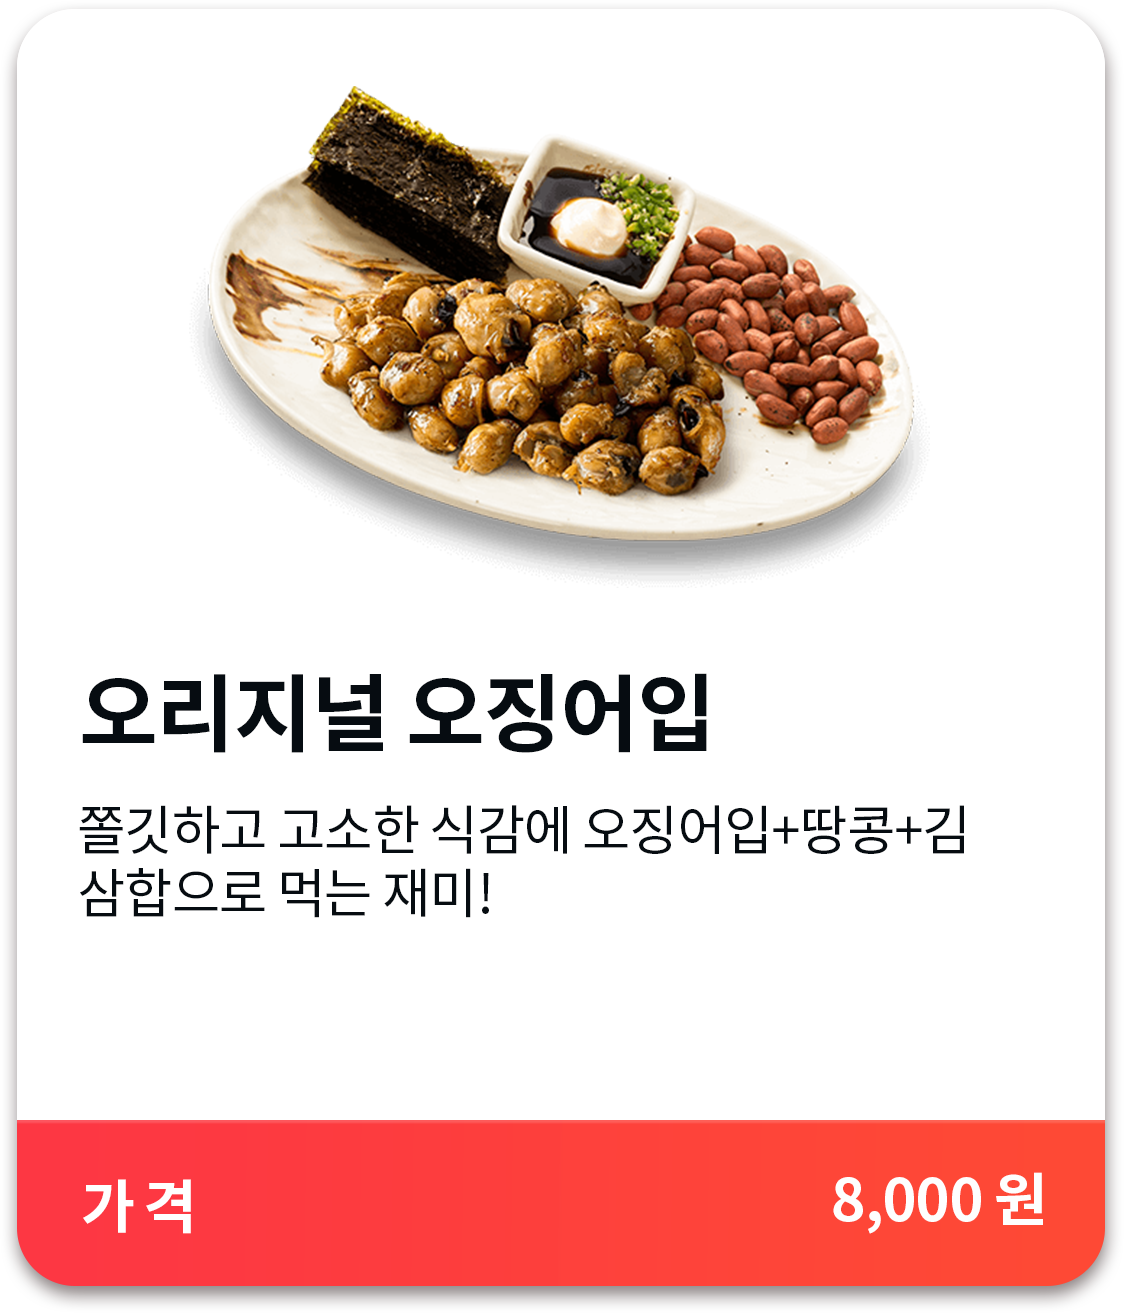 오리지널 오징어입
쫄깃하고 고소한 식감에 오징어입+땅콩+김
삼합으로 먹는 재미!
가격
8,000 원